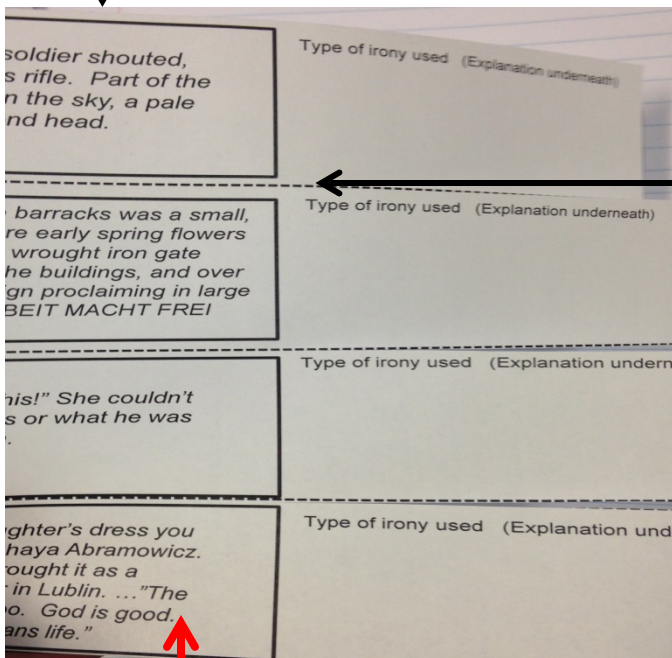 soldier shouted,
s rifle. Part of the
n the sky, a pale
nd head.
Type of irony used (Explanation underneath)
barracks was a small,
re early spring flowers
wrought iron gate
he buildings, and over
gn proclaiming in large
BEIT MACHT FREI
Type of irony used (Explanation underneath)
his!" She couldn't
s or what he was
Type of irony used (Explanation undern
ghter's dress you
haya Abramowicz.
ought it as a
in Lublin. ..."The
o. God is good.
ans life."
Type of irony used (Explanation und